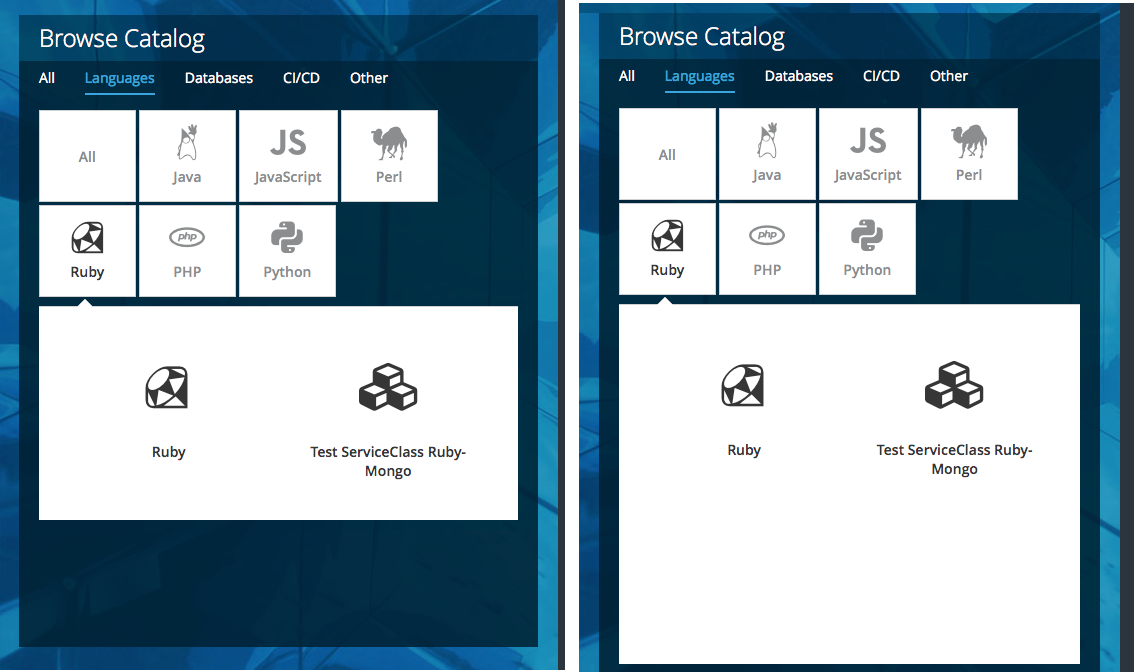 Browse Catalog
All Languages Databases CI/CD Other
All
Java
JS
JavaScript
Perl
Ruby
php
PHP
Python
Ruby
Test ServiceClass Ruby-
Mongo
Browse Catalog
All Languages Databases CI/CD Other
All
Java
JS
JavaScript
Perl
Ruby
php
PHP
Python
Ruby
Test ServiceClass Ruby-
Mongo